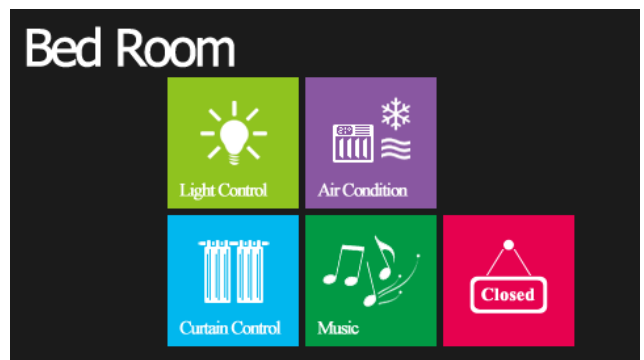 Bed Room
Light Control
Air Condition
Curtain Control
Music
Closed